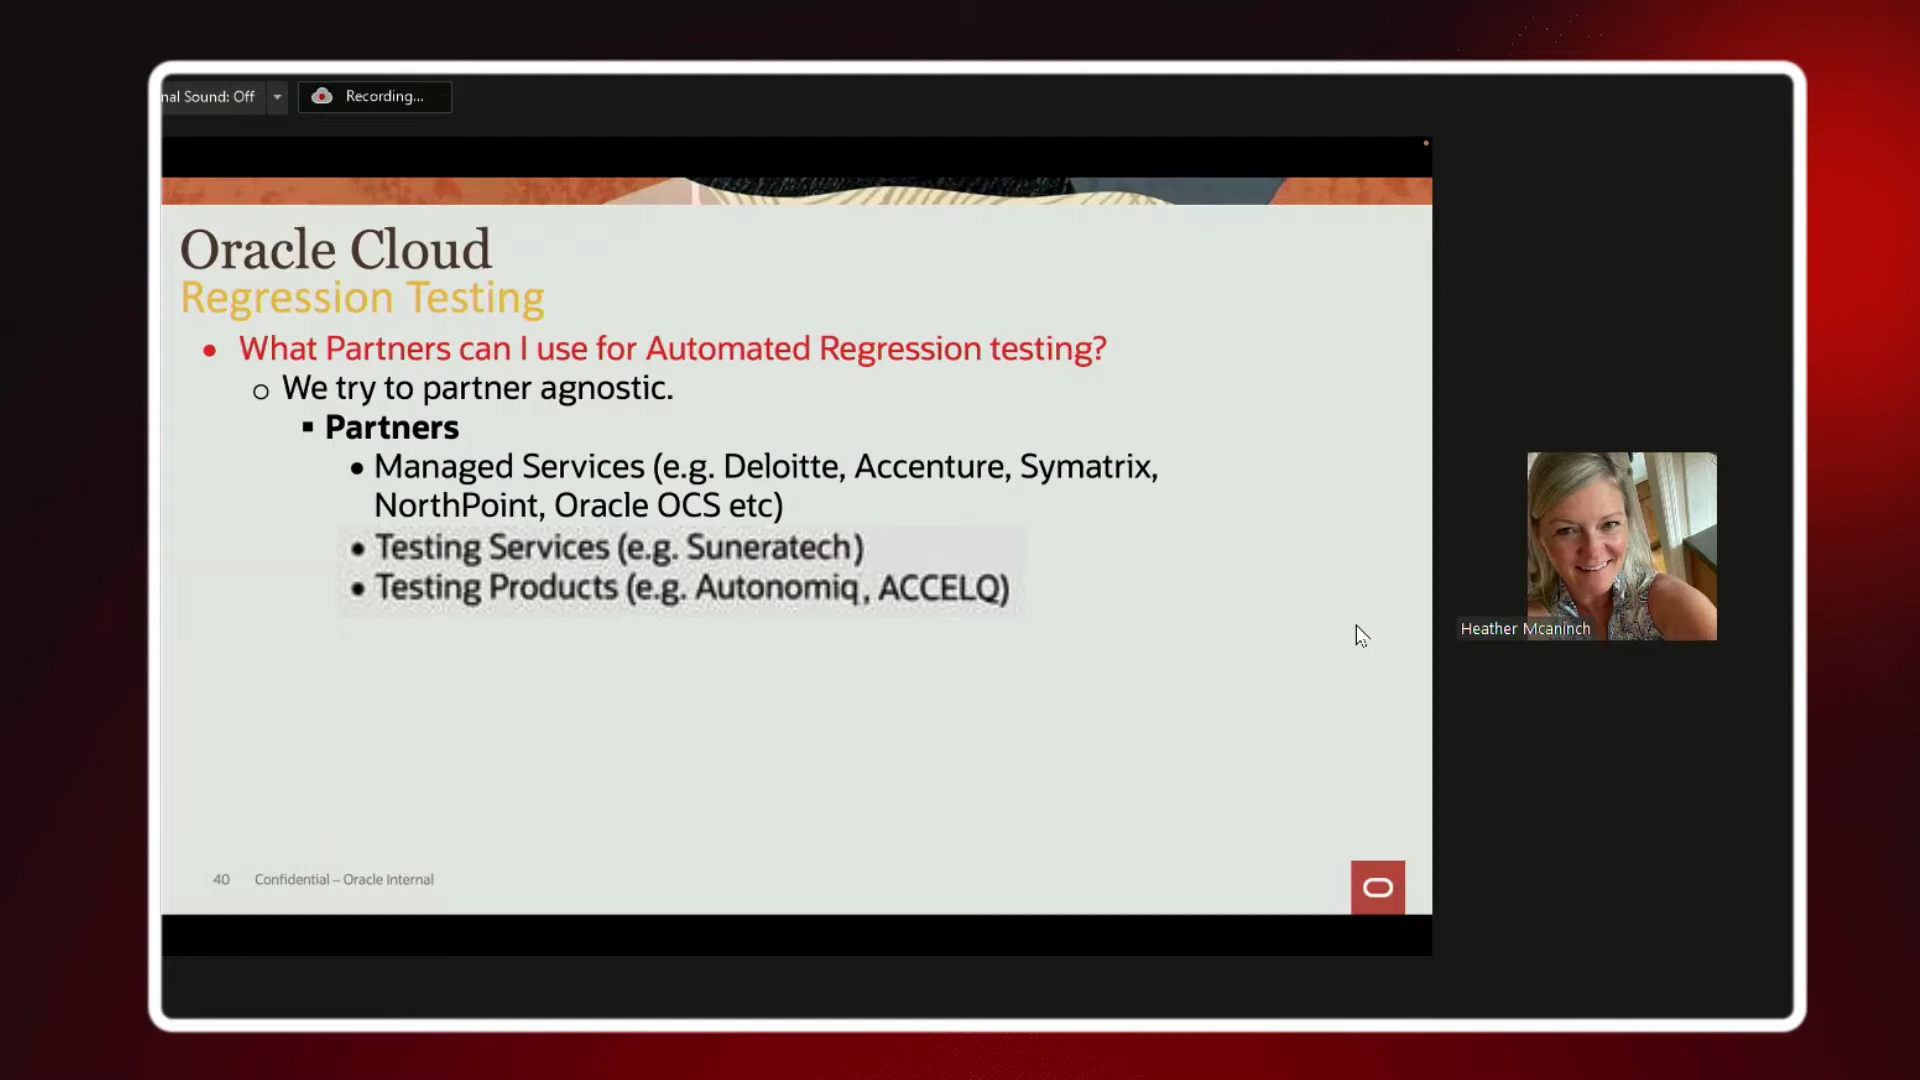 nal Sound: Off
Recording...
Oracle Cloud
Regression Testing
• What Partners can I use for Automated Regression testing?
o We try to partner agnostic.
▪ Partners
• Managed Services (e.g. Deloitte, Accenture, Symatrix,
NorthPoint, Oracle OCS etc)
• Testing Services (e.g. Suneratech)
• Testing Products (e.g. Autonomiq, ACCELQ)
Heather Mcaninch
40 Confidential – Oracle Internal